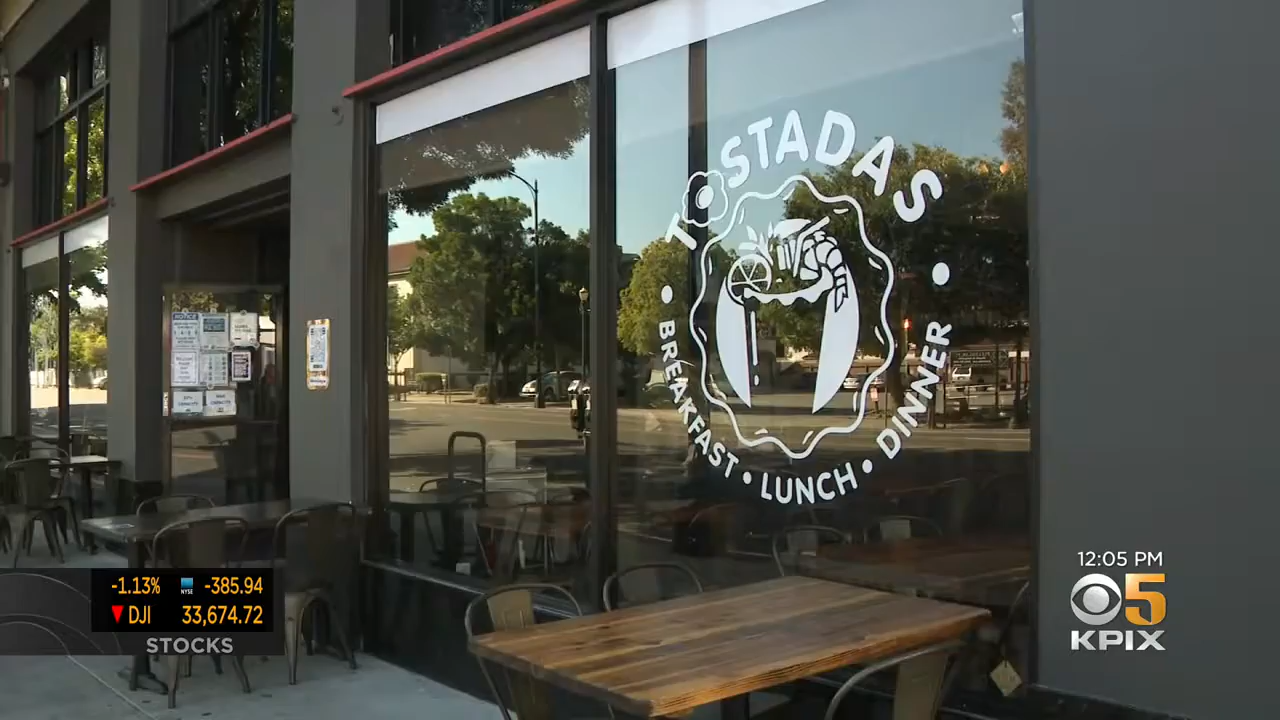 TOSTADAS
• BREAKFAST • LUNCH • DINNER •
NOTICE
-1.13% NYSE -385.94
▼DJI 33,674.72
STOCKS
12:05 PM
5
KPIX